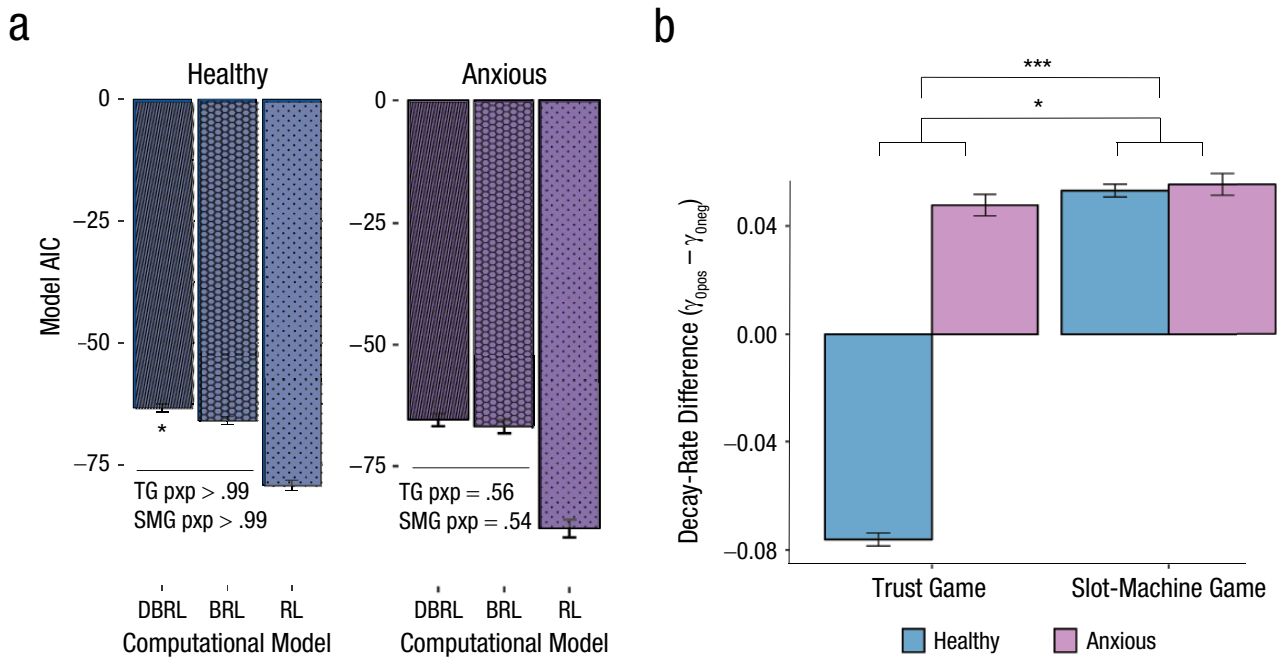 a
Healthy
Anxious
0
−25
−50
−75
Model AIC
*
TG pxp > .99
SMG pxp > .99
DBRL BRL RL
Computational Model
0
−25
−50
−75
TG pxp = .56
SMG pxp = .54
DBRL BRL RL
Computational Model
b
***
*
Decay-Rate Difference (γ0pos − γ0neg)
0.04
0.00
−0.04
−0.08
Trust Game
Slot-Machine Game
Healthy
Anxious